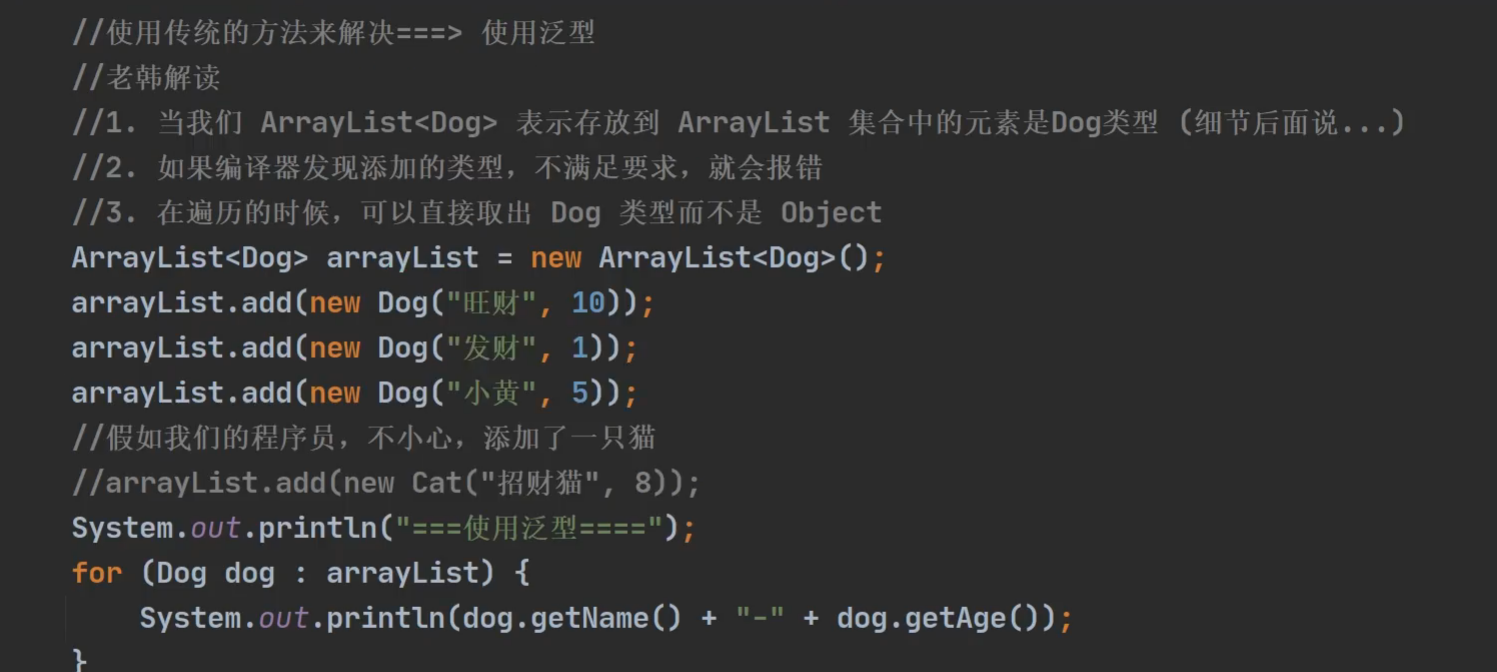 //使用传统的方法来解决===> 使用泛型
//老韩解读
//1. 当我们 ArrayList<Dog> 表示存放到 ArrayList 集合中的元素是Dog类型 (细节后面说...)
//2. 如果编译器发现添加的类型，不满足要求，就会报错
//3. 在遍历的时候，可以直接取出 Dog 类型而不是 Object
ArrayList<Dog> arrayList = new ArrayList<Dog>();
arrayList.add(new Dog("旺财", 10));
arrayList.add(new Dog("发财", 1));
arrayList.add(new Dog("小黄", 5));
//假如我们的程序员，不小心，添加了一只猫
//arrayList.add(new Cat("招财猫", 8));
System.out.println("===使用泛型====");
for (Dog dog : arrayList) {
    System.out.println(dog.getName() + "-" + dog.getAge());
}